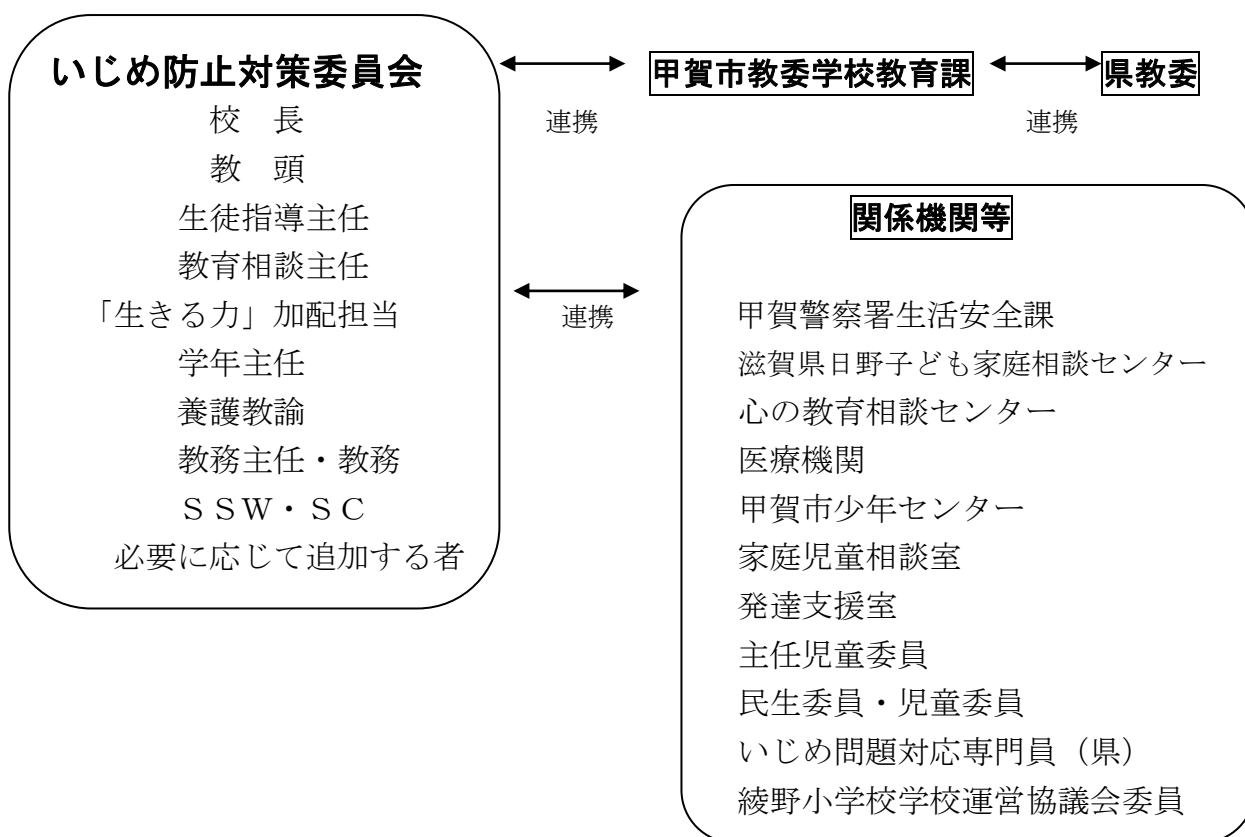 いじめ防止対策委員会
校　長
教　頭
生徒指導主任
教育相談主任
「生きる力」加配担当
学年主任
養護教諭
教務主任・教務
ＳＳＷ・ＳＣ
必要に応じて追加する者
連携
甲賀市教委学校教育課
連携
県教委
連携
関係機関等
甲賀警察署生活安全課
滋賀県日野子ども家庭相談センター
心の教育相談センター
医療機関
甲賀市少年センター
家庭児童相談室
発達支援室
主任児童委員
民生委員・児童委員
いじめ問題対応専門員（県）
綾野小学校学校運営協議会委員